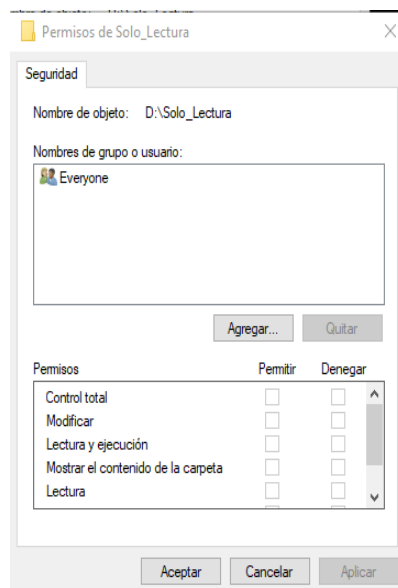 Permisos de Solo_Lectura
Seguridad
Nombre de objeto: D:\Solo_Lectura
Nombres de grupo o usuario:
Everyone
Agregar... Quitar
Permisos Permitir Denegar
Control total
Modificar
Lectura y ejecución
Mostrar el contenido de la carpeta
Lectura
Aceptar Cancelar Aplicar